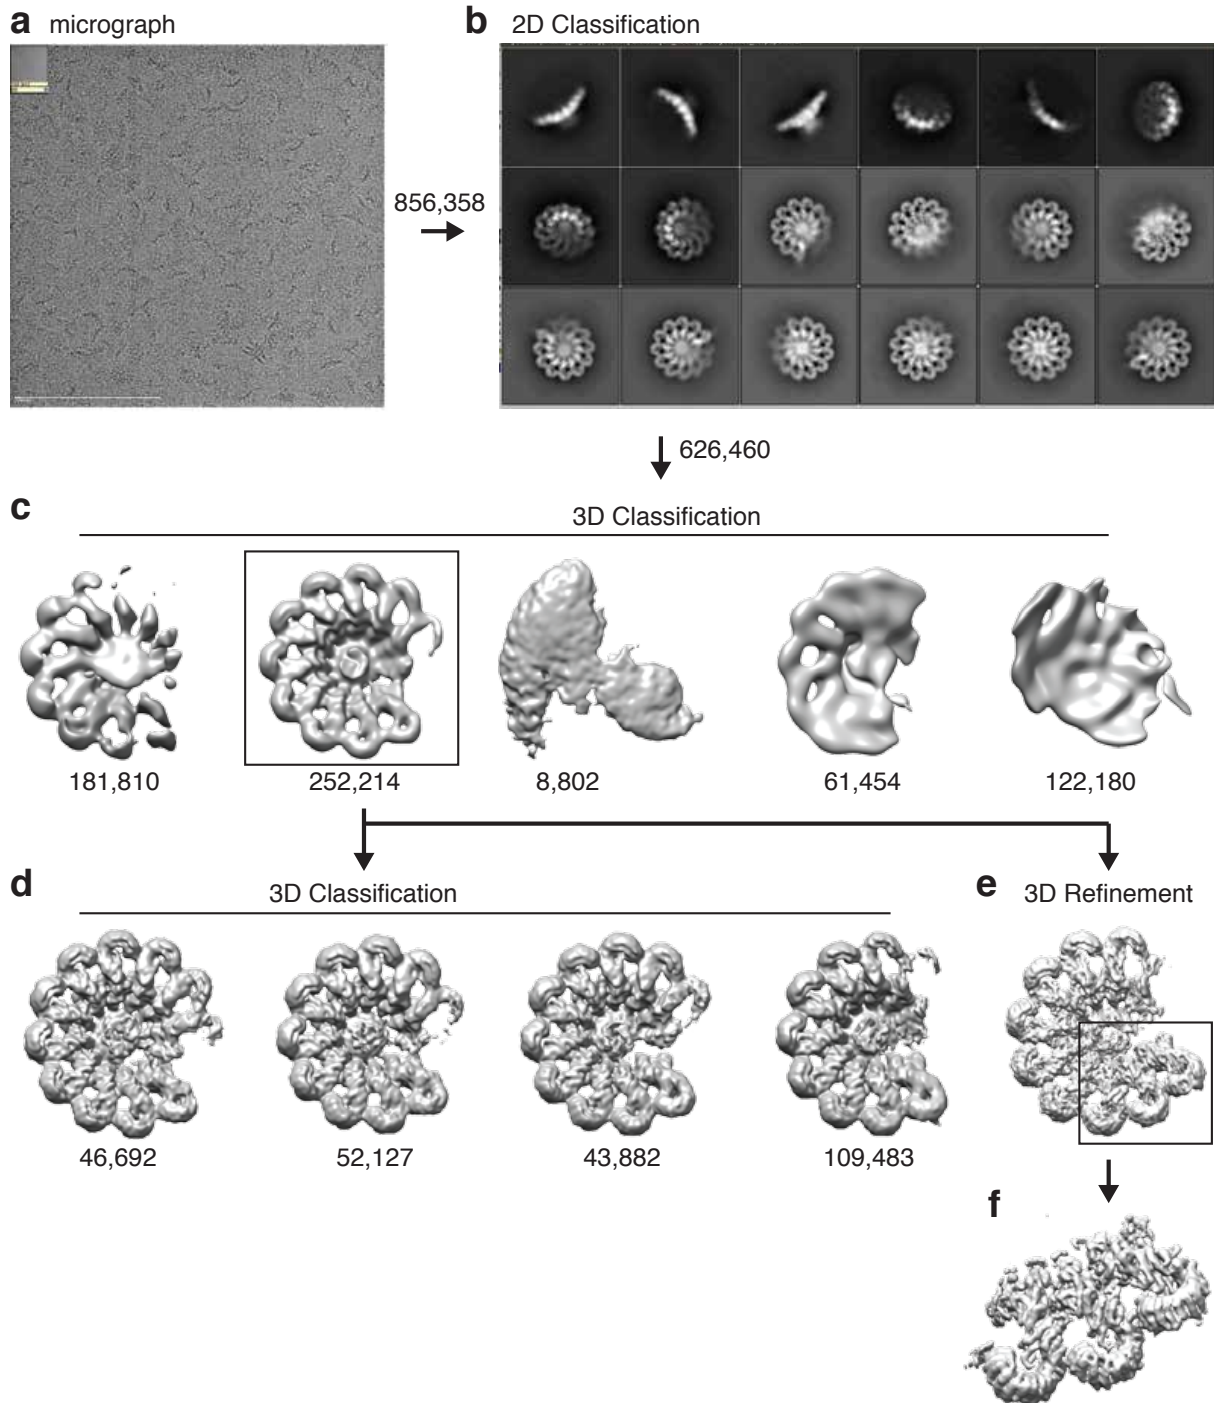 a micrograph
b 2D Classification
856,358
626,460
c
3D Classification
181,810
252,214
8,802
61,454
122,180
d 3D Classification
e 3D Refinement
46,692
52,127
43,882
109,483
f